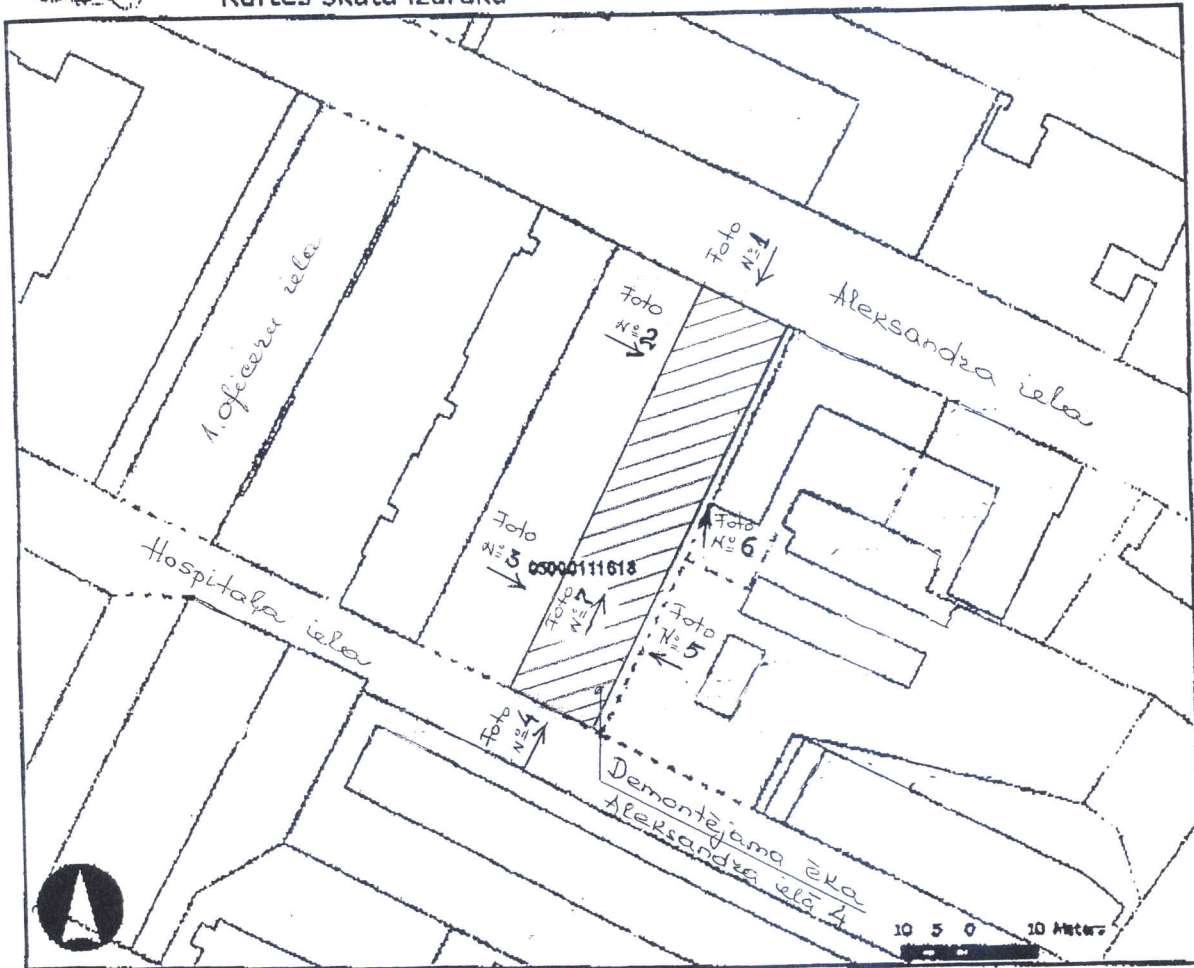 Kartes skata izdruka
Foto
№1
Aleksandra iela
Foto
№2
1. Oficieru iela
Foto
№3
05000111618
Foto
№6
Hospitāļa iela
Foto
№7
Foto
№5
Foto
№4
Demontējama ēka
Aleksandra ielā 4
10 5 0 10 Meters